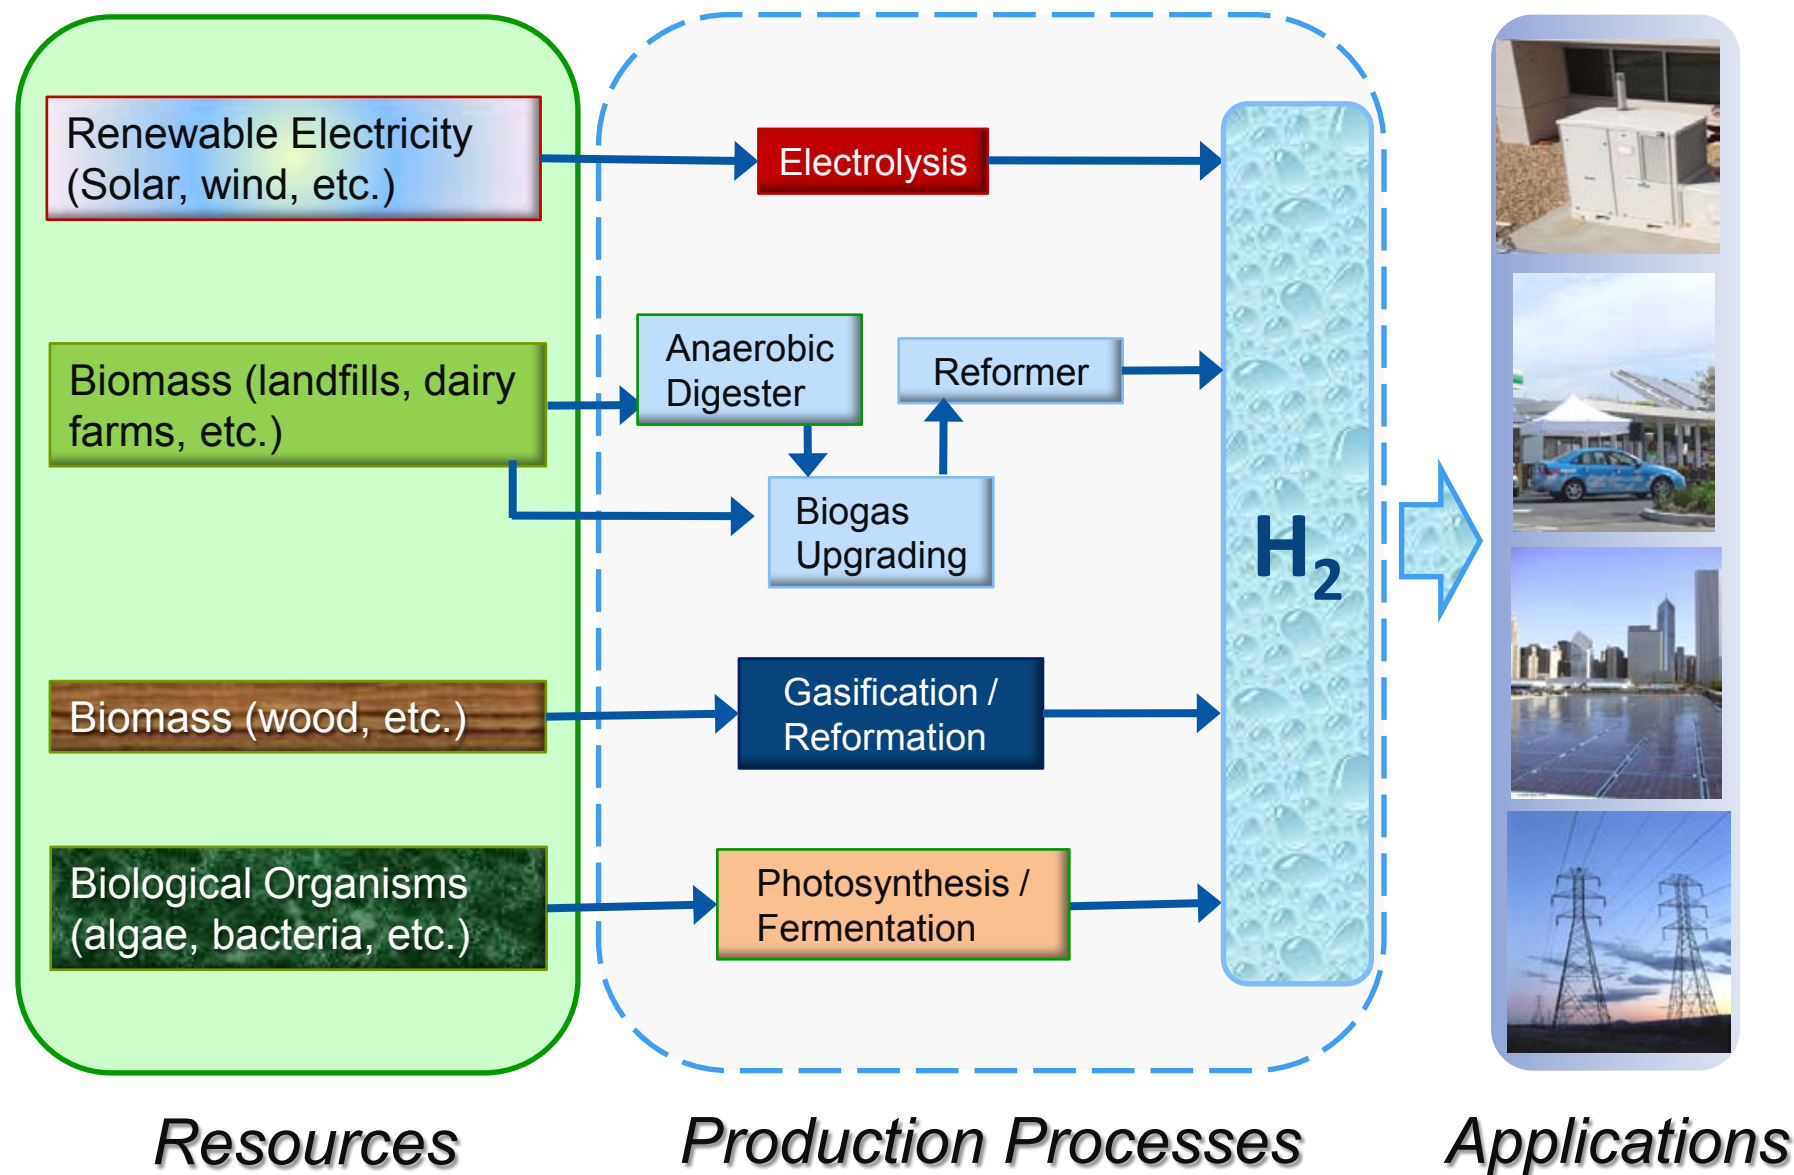 Renewable Electricity
(Solar, wind, etc.)
Electrolysis
Biomass (landfills, dairy
farms, etc.)
Anaerobic
Digester
Reformer
Biogas
Upgrading
H₂
Biomass (wood, etc.)
Gasification /
Reformation
Biological Organisms
(algae, bacteria, etc.)
Photosynthesis /
Fermentation
Resources
Production Processes
Applications